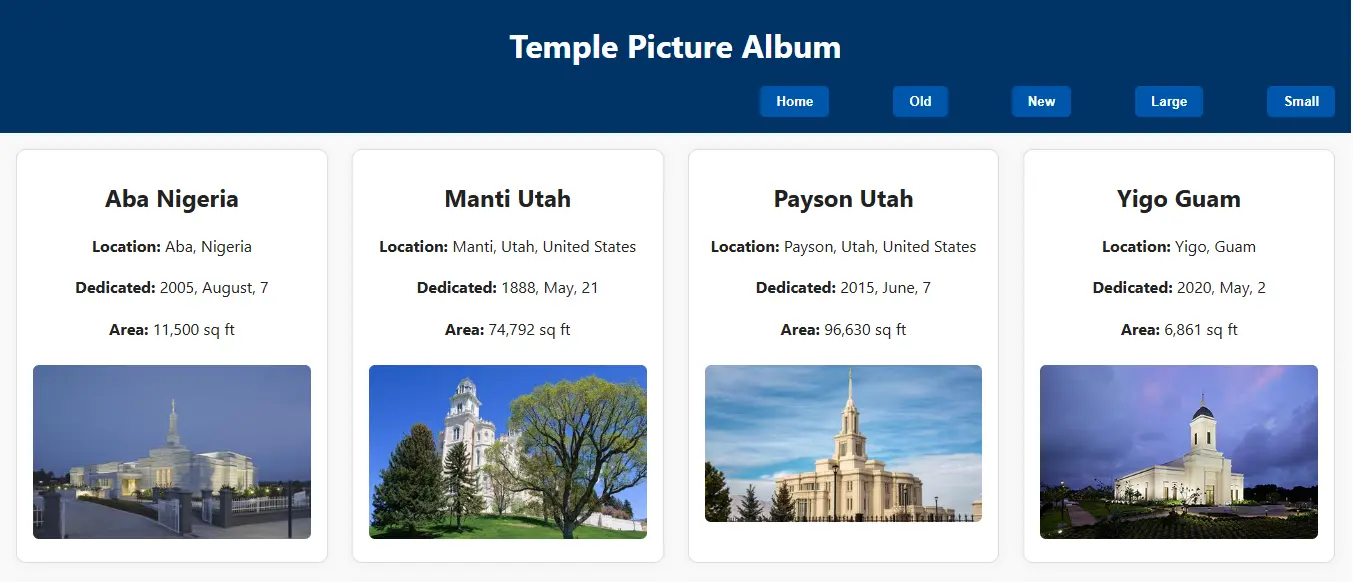 Temple Picture Album
Home Old New Large Small
Aba Nigeria
Location: Aba, Nigeria
Dedicated: 2005, August, 7
Area: 11,500 sq ft
Manti Utah
Location: Manti, Utah, United States
Dedicated: 1888, May, 21
Area: 74,792 sq ft
Payson Utah
Location: Payson, Utah, United States
Dedicated: 2015, June, 7
Area: 96,630 sq ft
Yigo Guam
Location: Yigo, Guam
Dedicated: 2020, May, 2
Area: 6,861 sq ft